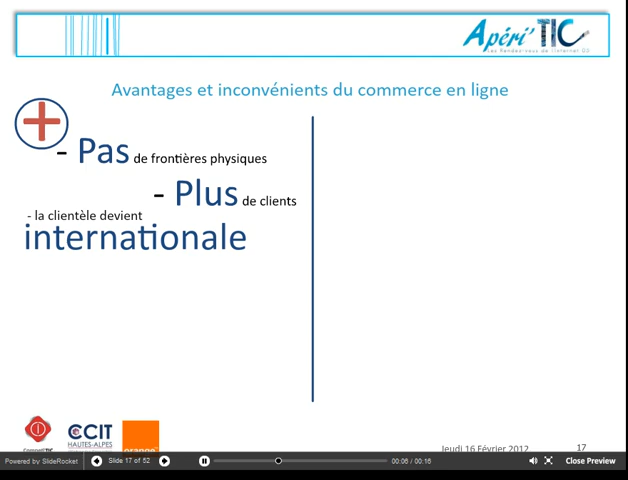 Apéri'TIC
Les Rendez-vous de l'Internet 05
Avantages et inconvénients du commerce en ligne
- Pas de frontières physiques
- Plus de clients
- la clientèle devient
internationale
CCIT
HAUTES-ALPES
orange
Jeudi 16 Février 2012
17
Powered by SlideRocket
Slide 17 of 52
00:06 / 00:16
Close Preview